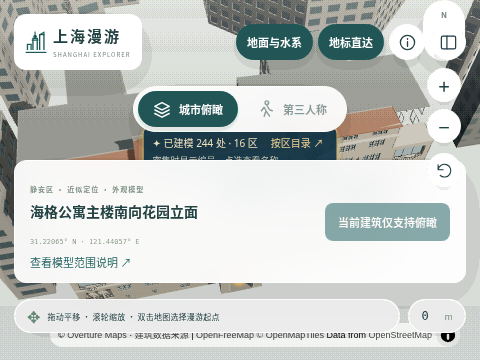 上海漫游
SHANGHAI EXPLORER
地面与水系
地标直达
N
城市俯瞰
第三人称
✦ 已建模 244 处 · 16 区 按区目录 ↗
静安区 · 近似定位 · 外观模型
海格公寓主楼南向花园立面
当前建筑仅支持俯瞰
31.22065° N · 121.44057° E
查看模型范围说明 ↗
拖动平移 · 滚轮缩放 · 双击地图选择漫游起点
0 m
© Overture Maps · 建筑数据来源 | OpenFreeMap © OpenMapTiles Data from OpenStreetMap